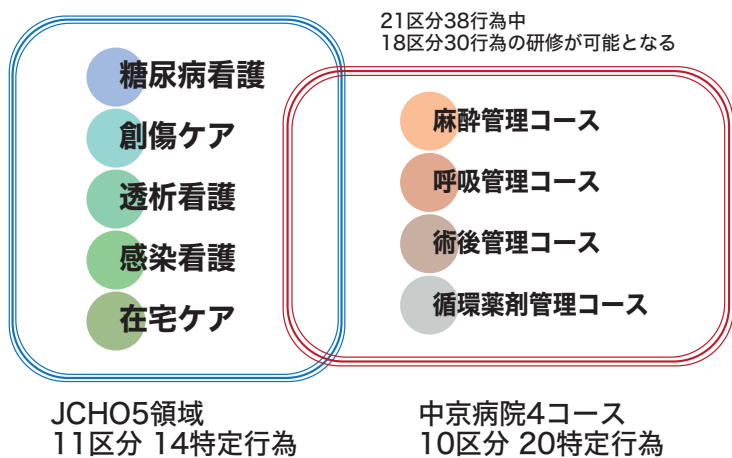 21区分38行為中
18区分30行為の研修が可能となる
糖尿病看護
創傷ケア
透析看護
感染看護
在宅ケア
麻酔管理コース
呼吸管理コース
術後管理コース
循環薬剤管理コース
JCHO5領域
11区分 14特定行為
中京病院4コース
10区分 20特定行為